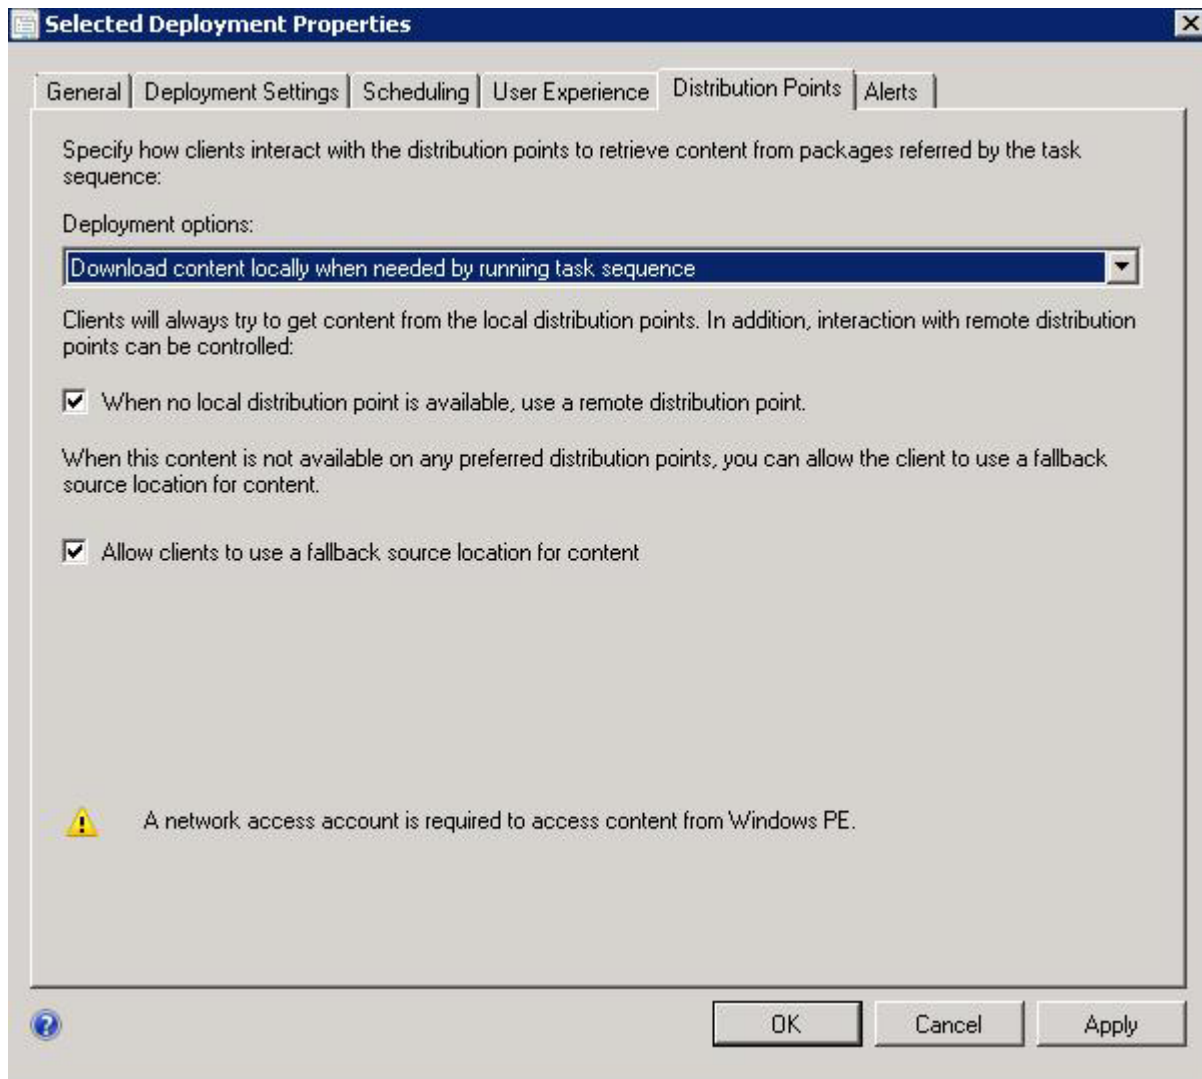 Selected Deployment Properties
General Deployment Settings Scheduling User Experience Distribution Points Alerts
Specify how clients interact with the distribution points to retrieve content from packages referred by the task
sequence:
Deployment options:
Download content locally when needed by running task sequence
Clients will always try to get content from the local distribution points. In addition, interaction with remote distribution
points can be controlled:
When no local distribution point is available, use a remote distribution point.
When this content is not available on any preferred distribution points, you can allow the client to use a fallback
source location for content.
Allow clients to use a fallback source location for content
A network access account is required to access content from Windows PE.
OK Cancel Apply